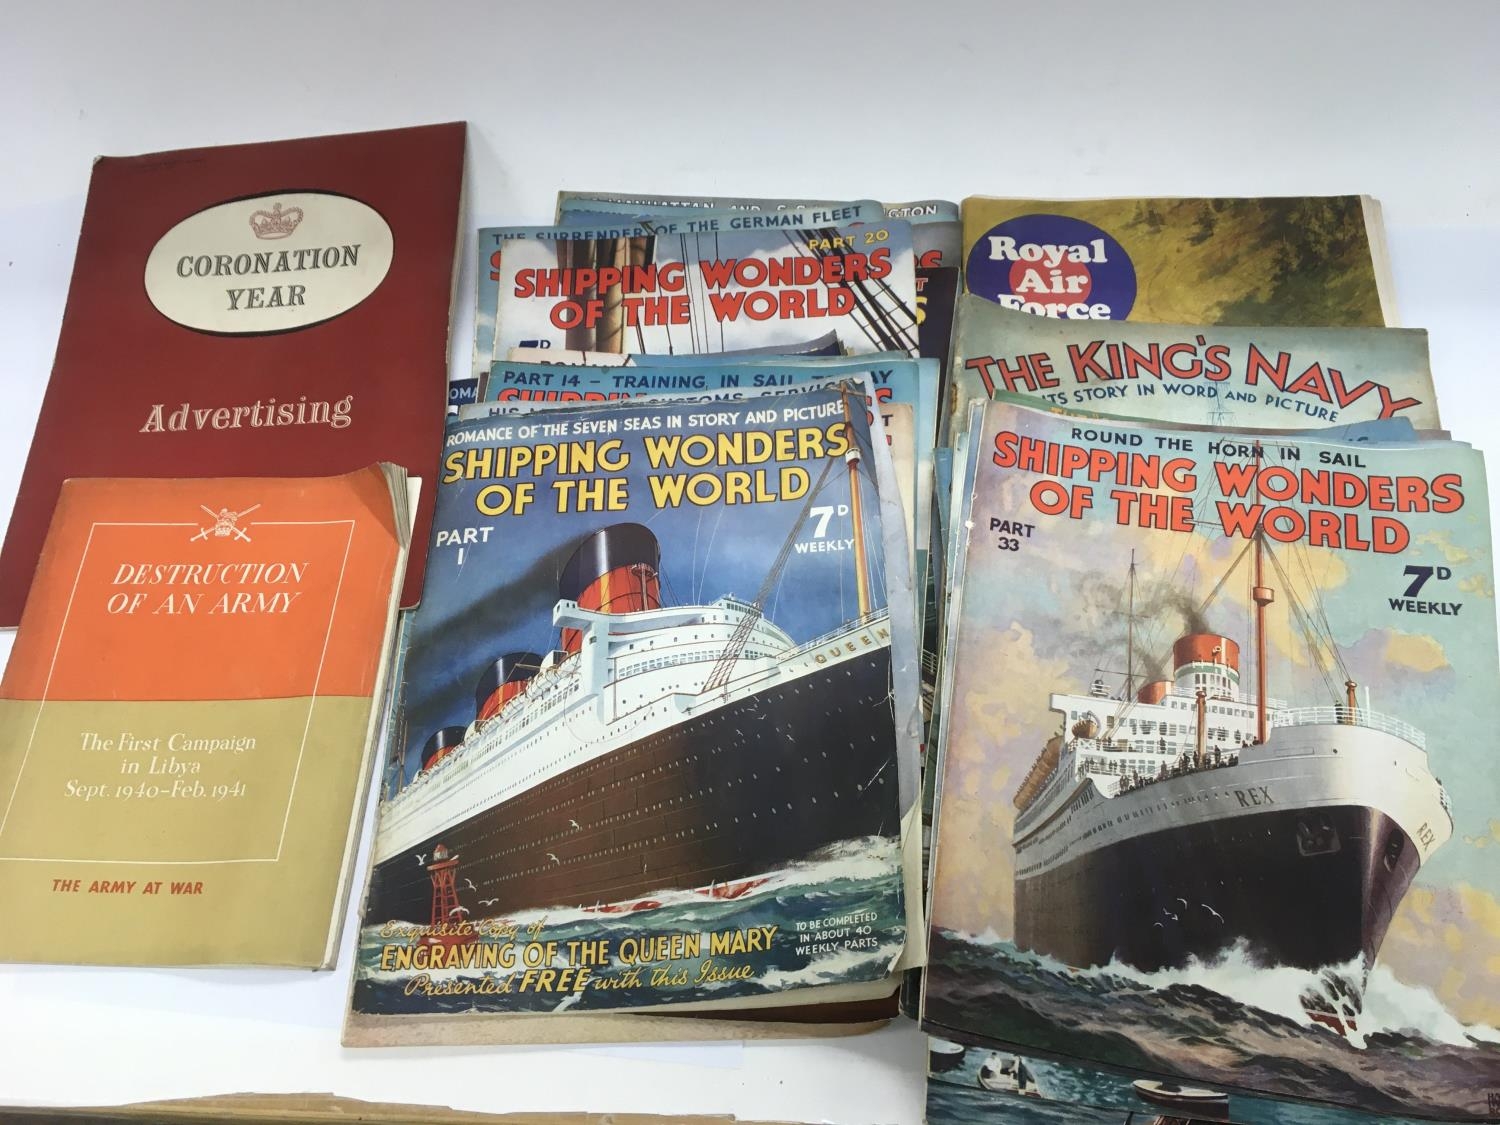 CORONATION
YEAR
Advertising
DESTRUCTION
OF AN ARMY
The First Campaign
in Libya
Sept. 1940-Feb. 1941
THE ARMY AT WAR
MANHATTAN AND
THE SURRENDER OF THE GERMAN FLEET
PART 20
SHIPPING WONDERS
OF THE WORLD
7D
PART 14 - TRAINING IN SAIL TODAY
ROMANCE OF THE SEVEN SEAS IN STORY AND PICTURE
SHIPPING WONDERS
OF THE WORLD
PART
1
7D
WEEKLY
QUEEN
Exquisite Copy of
ENGRAVING OF THE QUEEN MARY
Presented FREE with this Issue
TO BE COMPLETED
IN ABOUT 40
WEEKLY PARTS
Royal
Air
Force
THE KING'S NAVY
ITS STORY IN WORD AND PICTURE
ROUND THE HORN IN SAIL
SHIPPING WONDERS
OF THE WORLD
PART
33
7D
WEEKLY
REX
REX